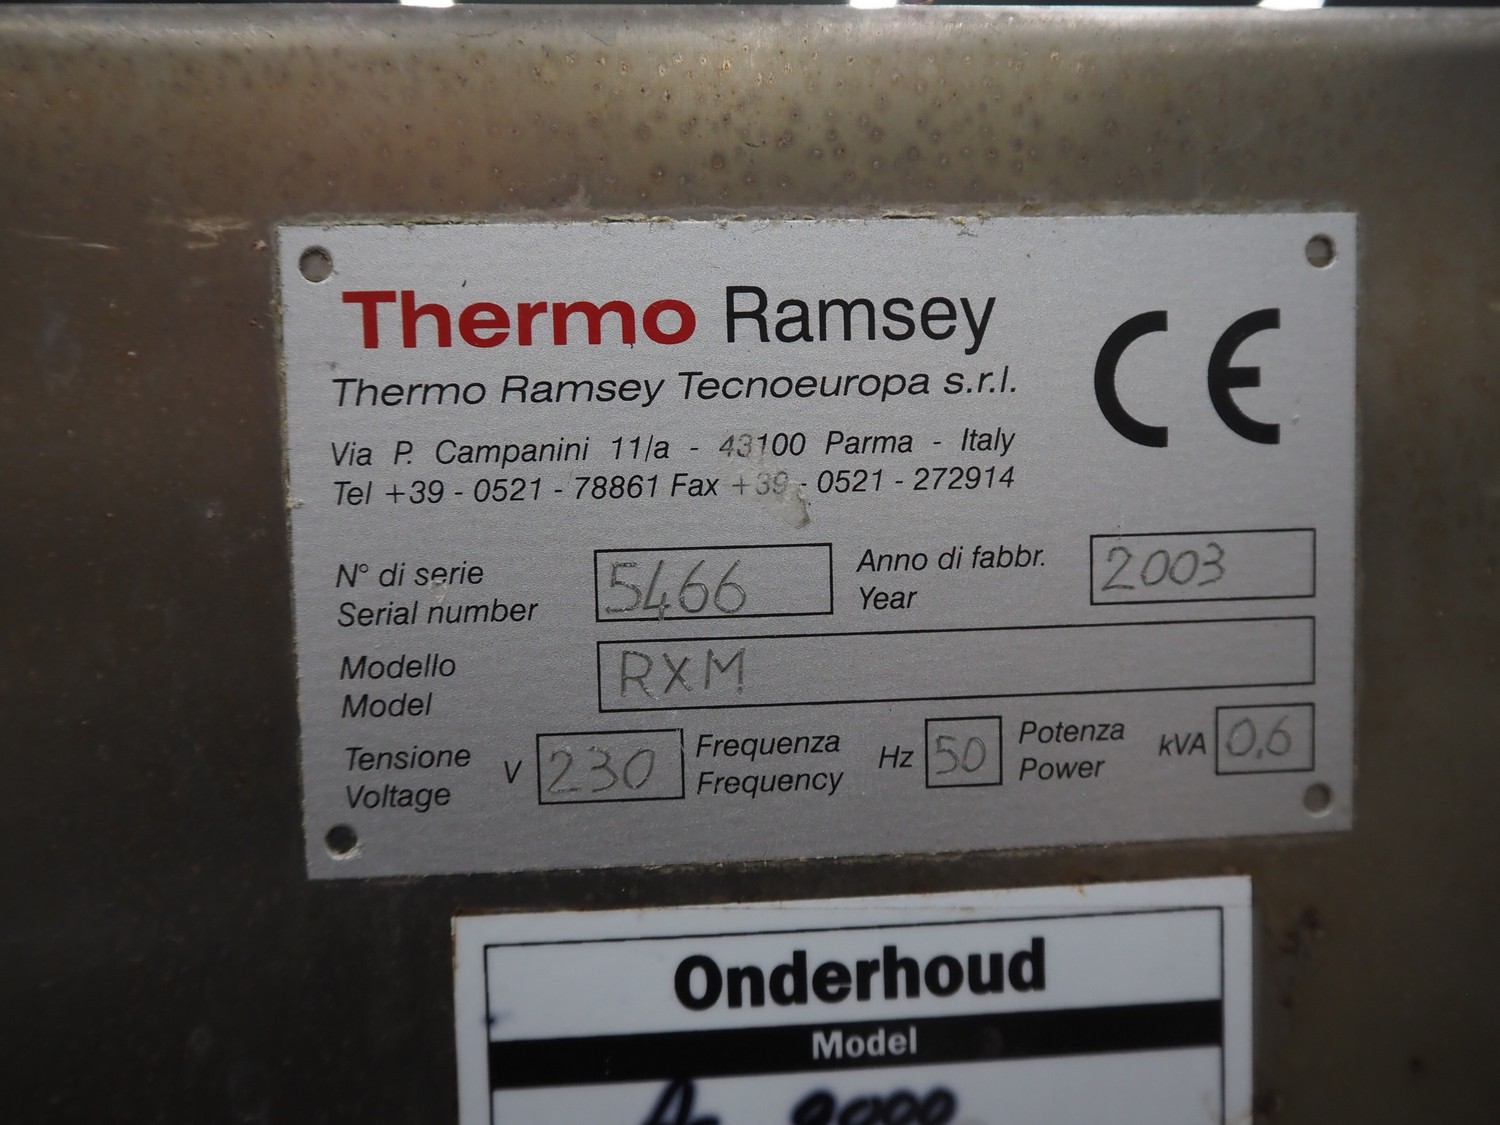 Thermo Ramsey
CE
Thermo Ramsey Tecnoeuropa s.r.l.
Via P. Campanini 11/a - 43100 Parma - Italy
Tel +39 - 0521 - 78861 Fax +39 - 0521 - 272914
N° di serie
Serial number
5466
Anno di fabbr.
Year
2003
Modello
Model
RXM
Tensione
Voltage
V 230
Frequenza
Frequency
Hz 50
Potenza
Power
kVA 0,6
Onderhoud
Model